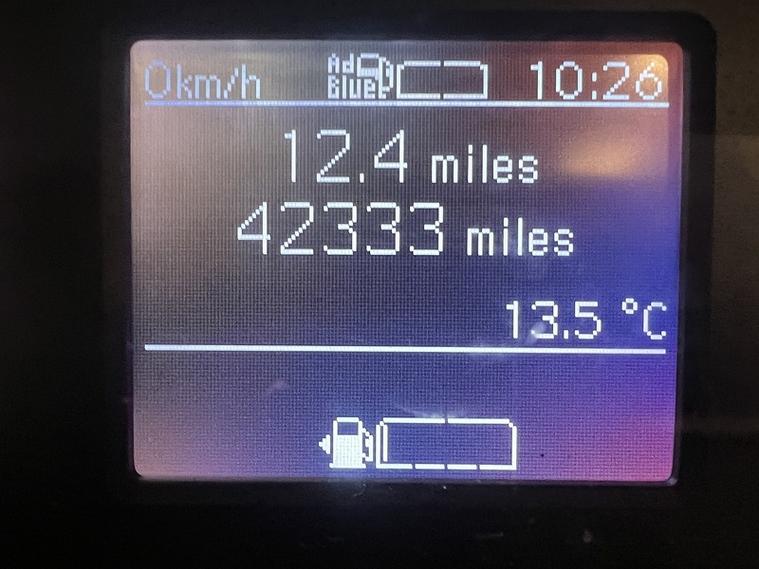 0km/h Ad Blue 10:26
12.4 miles
42333 miles
13.5 °C